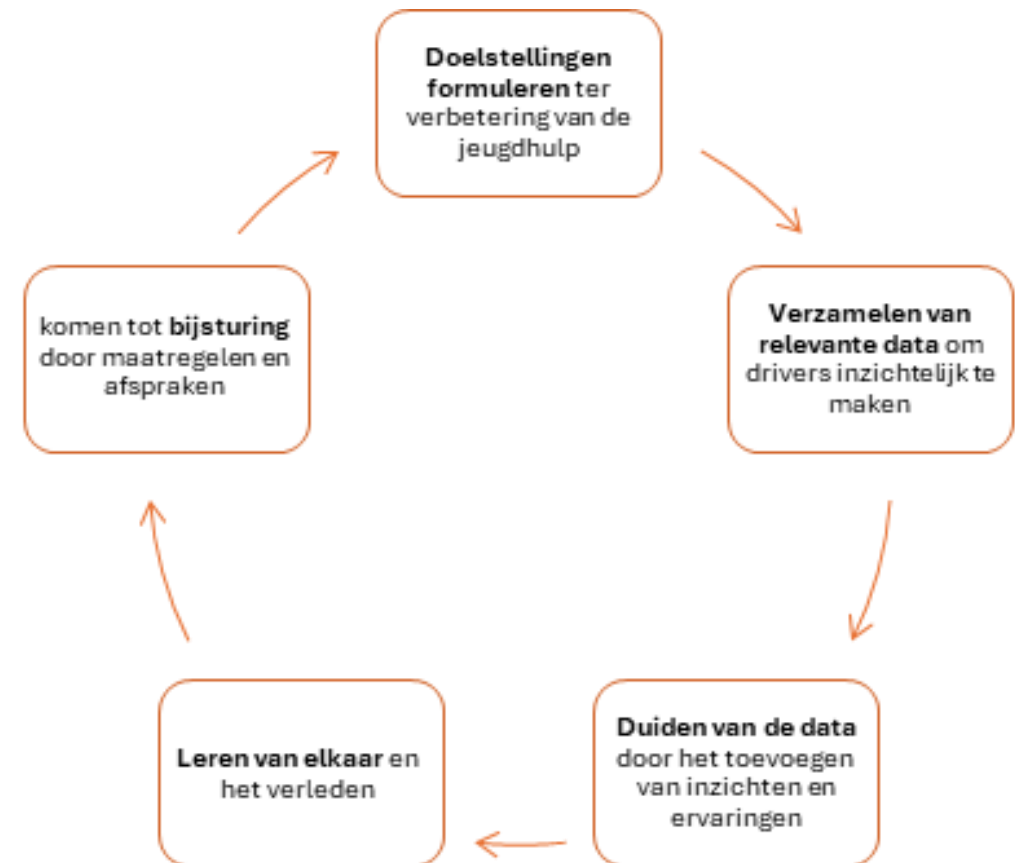 Doelstellingen
formuleren ter
verbetering van de
jeugdhulp
Verzamelen van
relevante data om
drivers inzichtelijk te
maken
Duiden van de data
door het toevoegen
van inzichten en
ervaringen
Leren van elkaar en
het verleden
komen tot bijsturing
door maatregelen en
afspraken